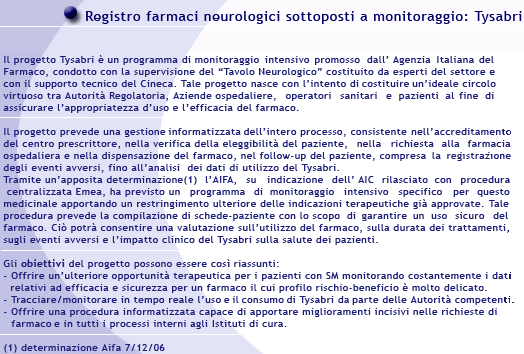 Registro farmaci neurologici sottoposti a monitoraggio: Tysabri
Il progetto Tysabri è un programma di monitoraggio intensivo promosso dall' Agenzia Italiana del
Farmaco, condotto con la supervisione del "Tavolo Neurologico" costituito da esperti del settore e
con il supporto tecnico del Cineca. Tale progetto nasce con l'intento di costituire un'ideale circolo
virtuoso tra Autorità Regolatoria, Aziende ospedaliere, operatori sanitari e pazienti al fine di
assicurare l'appropriatezza d'uso e l'efficacia del farmaco.
Il progetto prevede una gestione informatizzata dell'intero processo, consistente nell'accreditamento
del centro prescrittore, nella verifica della eleggibilità del paziente, nella richiesta alla farmacia
ospedaliera e nella dispensazione del farmaco, nel follow-up del paziente, compresa la registrazione
degli eventi avversi, fino all'analisi dei dati di utilizzo del Tysabri.
Tramite un'apposita determinazione(1) l'AIFA, su indicazione dell' AIC rilasciato con procedura
centralizzata Emea, ha previsto un programma di monitoraggio intensivo specifico per questo
medicinale apportando un restringimento ulteriore delle indicazioni terapeutiche già approvate. Tale
procedura prevede la compilazione di schede-paziente con lo scopo di garantire un uso sicuro del
farmaco. Ciò potrà consentire una valutazione sull'utilizzo del farmaco, sulla durata dei trattamenti,
sugli eventi avversi e l'impatto clinico del Tysabri sulla salute dei pazienti.
Gli obiettivi del progetto possono essere così riassunti:
- Offrire un'ulteriore opportunità terapeutica per i pazienti con SM monitorando costantemente i dati
relativi ad efficacia e sicurezza per un farmaco il cui profilo rischio-beneficio è molto delicato.
- Tracciare/monitorare in tempo reale l'uso e il consumo di Tysabri da parte delle Autorità competenti.
- Offrire una procedura informatizzata capace di apportare miglioramenti incisivi nelle richieste di
farmaco e in tutti i processi interni agli Istituti di cura.
(1) determinazione Aifa 7/12/06